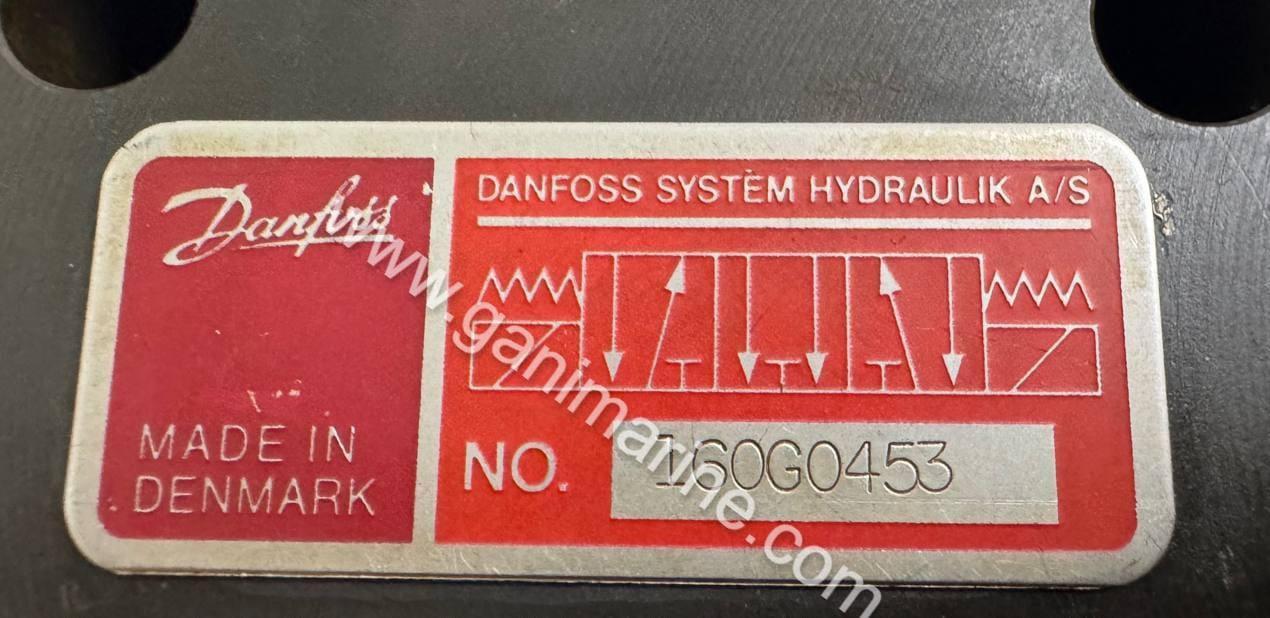 Danfoss
DANFOSS SYSTEM HYDRAULIK A/S
MADE IN
DENMARK
NO. 160G0453
www.ganimarine.com